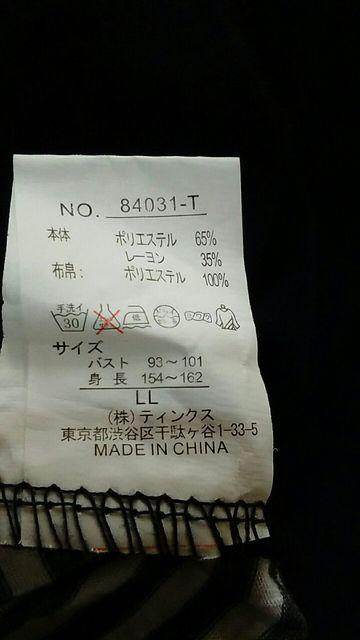 NO. 84031-T
本体 ポリエステル 65%
レーヨン 35%
布帛: ポリエステル 100%
手洗イ 30 低
サイズ
バスト 93～101
身長 154～162
LL
(株)ティンクス
東京都渋谷区千駄ヶ谷1-33-5
MADE IN CHINA